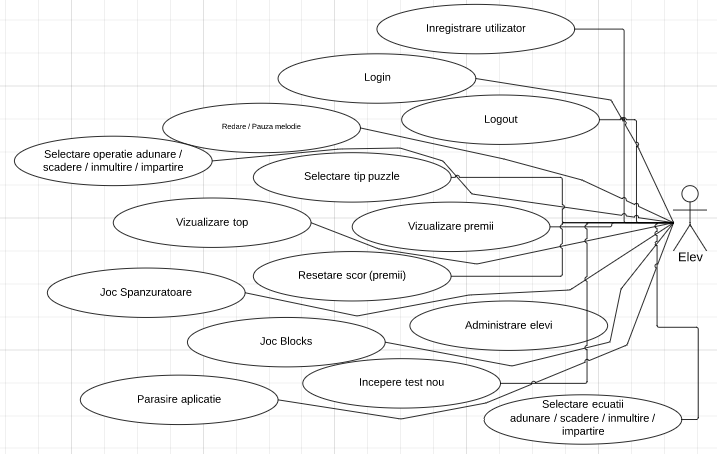 Inregistrare utilizator
Login
Logout
Redare / Pauza melodie
Selectare operatie adunare /
scadere / inmultire / impartire
Selectare tip puzzle
Vizualizare top
Vizualizare premii
Elev
Resetare scor (premii)
Joc Spanzuratoare
Administrare elevi
Joc Blocks
Incepere test nou
Parasire aplicatie
Selectare ecuatii
adunare / scadere / inmultire /
impartire